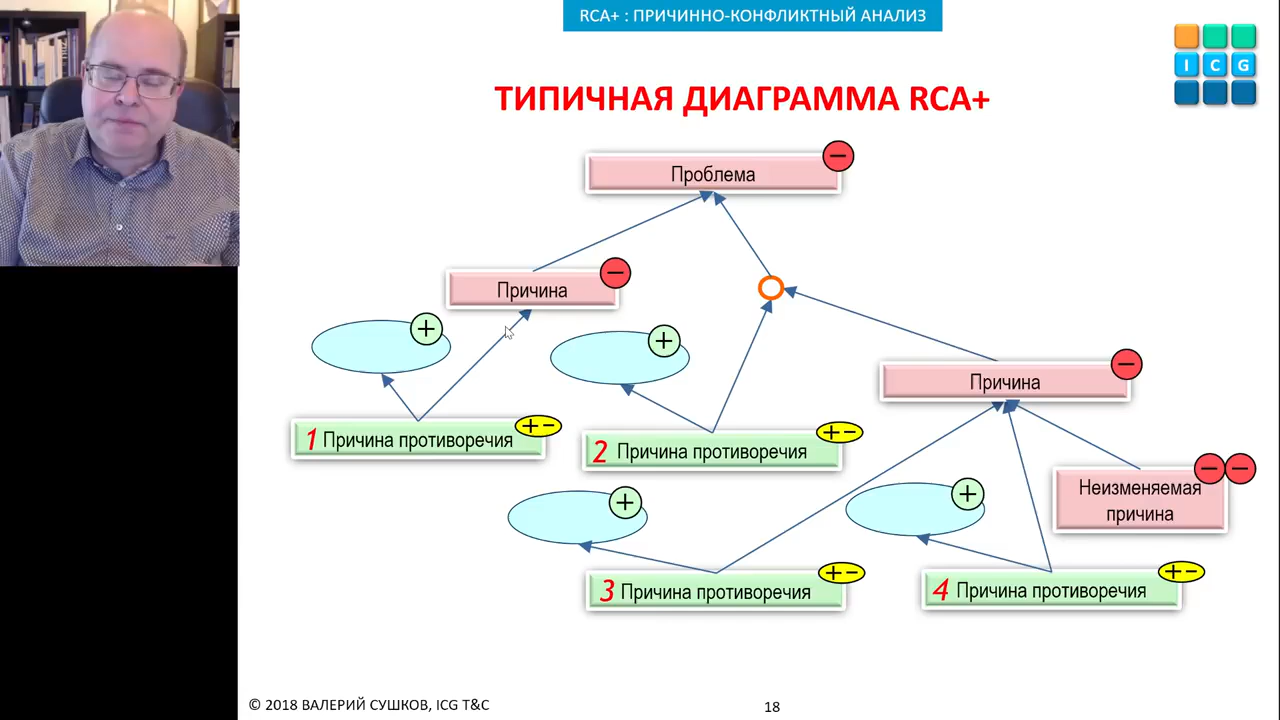 RCA+ : ПРИЧИННО-КОНФЛИКТНЫЙ АНАЛИЗ
I C G
ТИПИЧНАЯ ДИАГРАММА RCA+
Проблема
Причина
Причина
1 Причина противоречия
2 Причина противоречия
Неизменяемая
причина
3 Причина противоречия
4 Причина противоречия
© 2018 ВАЛЕРИЙ СУШКОВ, ICG T&C
18